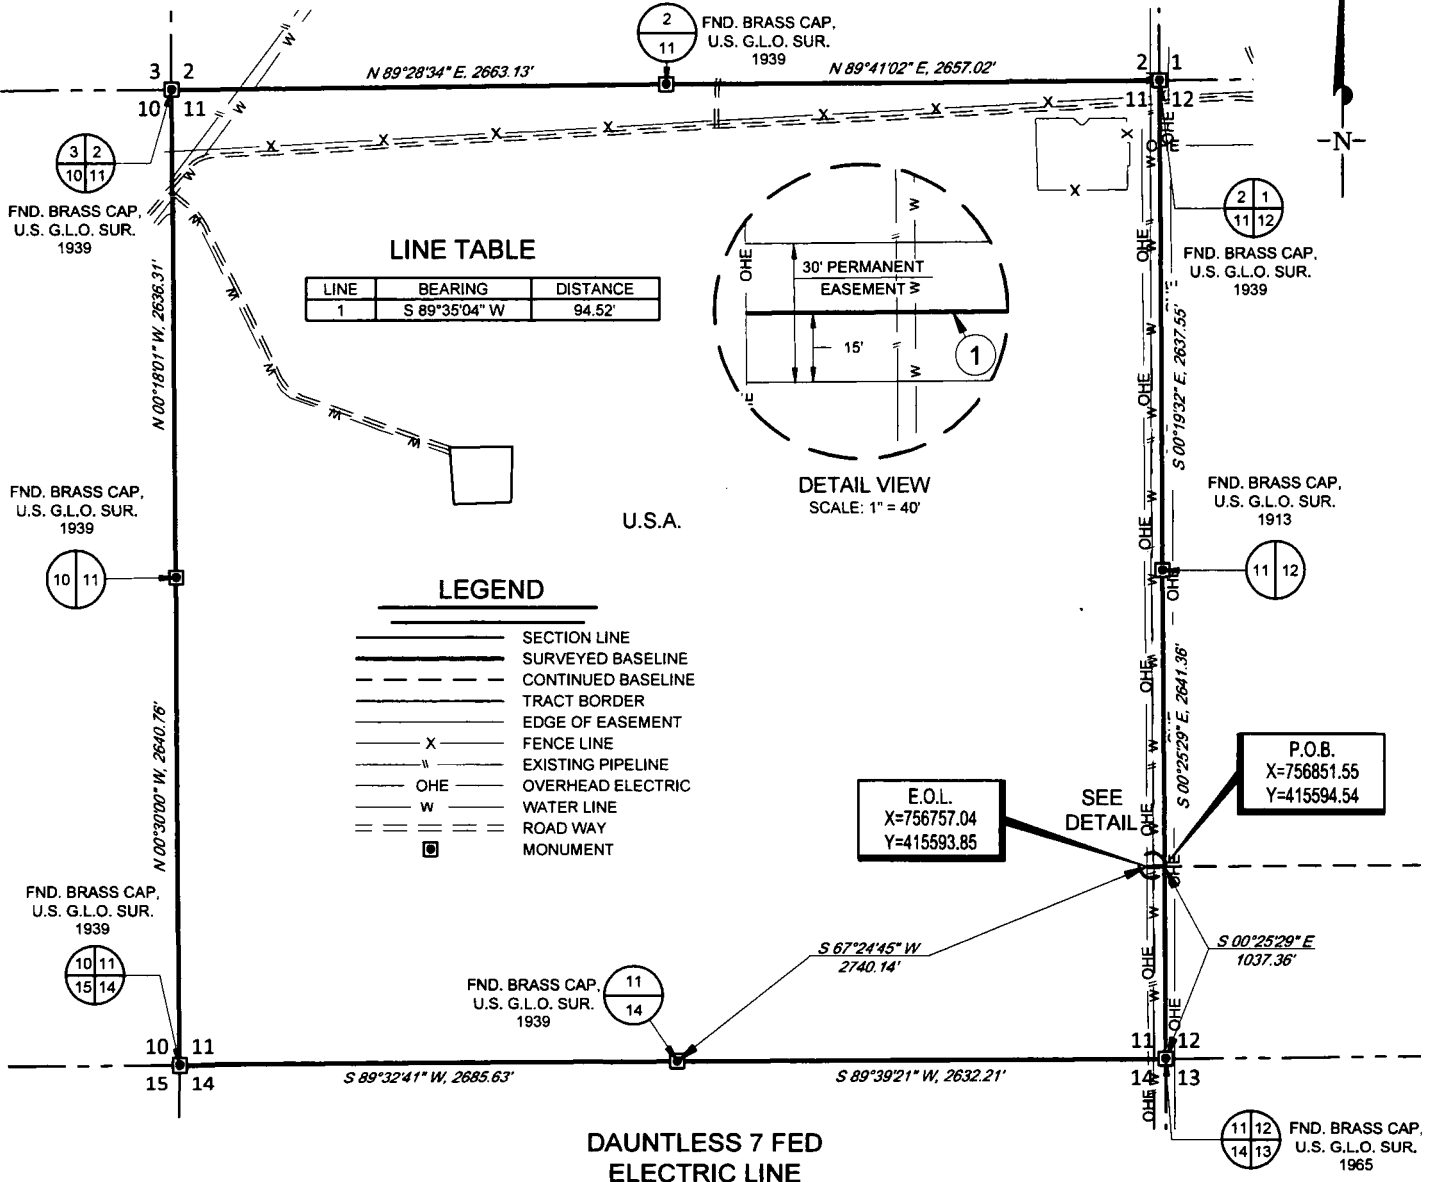 2
11
FND. BRASS CAP,
U.S. G.L.O. SUR.
1939
N 89°28'34" E, 2663.13'
N 89°41'02" E, 2657.02'
3 2
10 11
2 1
11 12
N
3 2
10 11
FND. BRASS CAP,
U.S. G.L.O. SUR.
1939
2 1
11 12
FND. BRASS CAP,
U.S. G.L.O. SUR.
1939
LINE TABLE
LINE BEARING DISTANCE
1 S 89°35'04" W 94.52'
OHE
30' PERMANENT
EASEMENT
15'
1
DETAIL VIEW
SCALE: 1" = 40'
N 00°18'01" W, 2636.31'
S 00°19'32" E, 2637.55'
FND. BRASS CAP,
U.S. G.L.O. SUR.
1939
10 11
U.S.A.
FND. BRASS CAP,
U.S. G.L.O. SUR.
1913
11 12
LEGEND
SECTION LINE
SURVEYED BASELINE
CONTINUED BASELINE
TRACT BORDER
EDGE OF EASEMENT
X FENCE LINE
" EXISTING PIPELINE
OHE OVERHEAD ELECTRIC
W WATER LINE
ROAD WAY
MONUMENT
N 00°30'00" W, 2640.76'
S 00°25'29" E, 2641.36'
P.O.B.
X=756851.55
Y=415594.54
E.O.L.
X=756757.04
Y=415593.85
SEE
DETAIL
S 67°24'45" W
2740.14'
S 00°25'29" E
1037.36'
FND. BRASS CAP,
U.S. G.L.O. SUR.
1939
10 11
15 14
FND. BRASS CAP,
U.S. G.L.O. SUR.
1939
11
14
10 11
15 14
11 12
14 13
S 89°32'41" W, 2685.63'
S 89°39'21" W, 2632.21'
11 12
14 13
FND. BRASS CAP,
U.S. G.L.O. SUR.
1965
DAUNTLESS 7 FED
ELECTRIC LINE